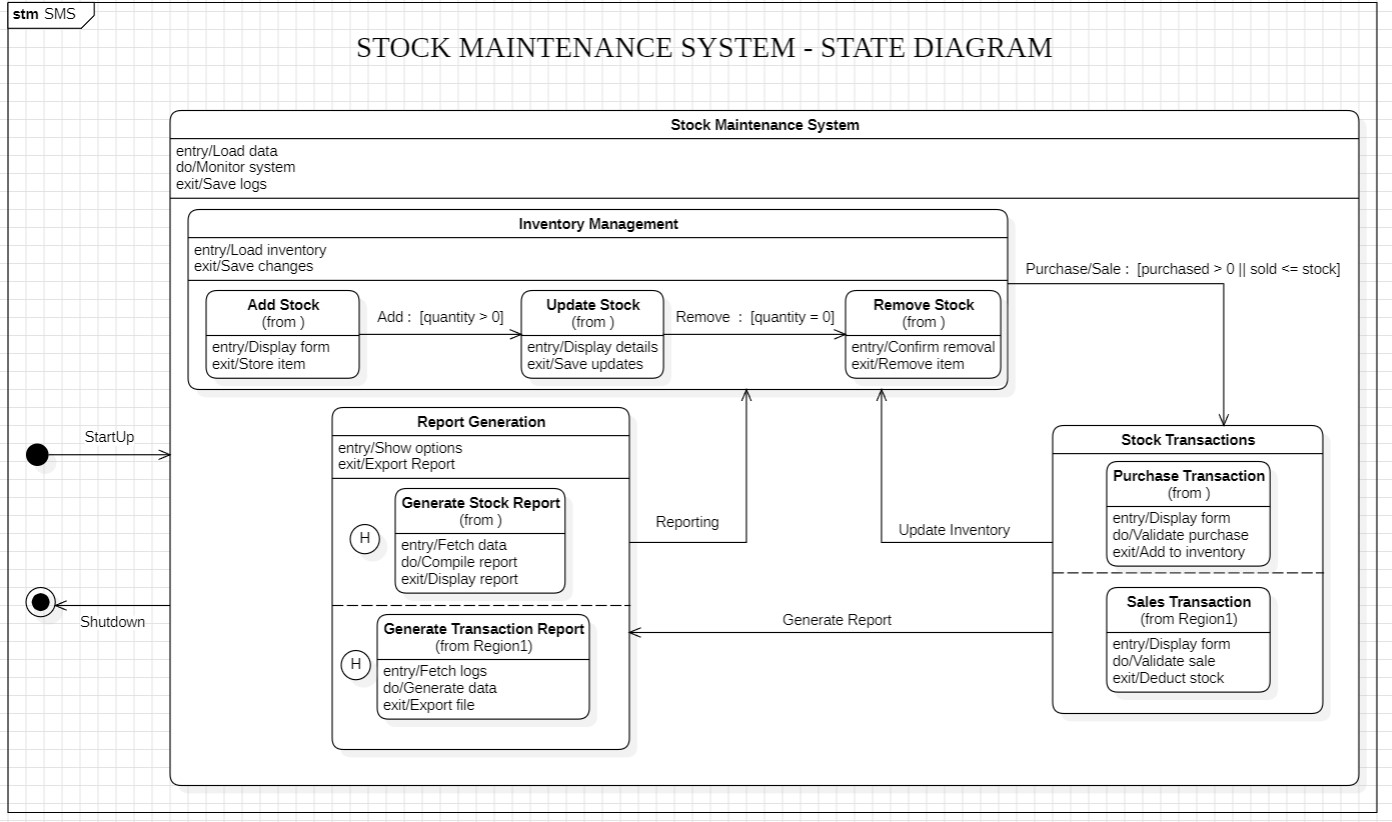 stm SMS
STOCK MAINTENANCE SYSTEM - STATE DIAGRAM
Stock Maintenance System
entry/Load data
do/Monitor system
exit/Save logs
Inventory Management
entry/Load inventory
exit/Save changes
Add Stock
(from )
entry/Display form
exit/Store item
Add : [quantity > 0]
Update Stock
(from )
entry/Display details
exit/Save updates
Remove : [quantity = 0]
Remove Stock
(from )
entry/Confirm removal
exit/Remove item
Purchase/Sale : [purchased > 0 || sold <= stock]
StartUp
Shutdown
Report Generation
entry/Show options
exit/Export Report
H
Generate Stock Report
(from )
entry/Fetch data
do/Compile report
exit/Display report
H
Generate Transaction Report
(from Region1)
entry/Fetch logs
do/Generate data
exit/Export file
Reporting
Update Inventory
Generate Report
Stock Transactions
Purchase Transaction
(from )
entry/Display form
do/Validate purchase
exit/Add to inventory
Sales Transaction
(from Region1)
entry/Display form
do/Validate sale
exit/Deduct stock